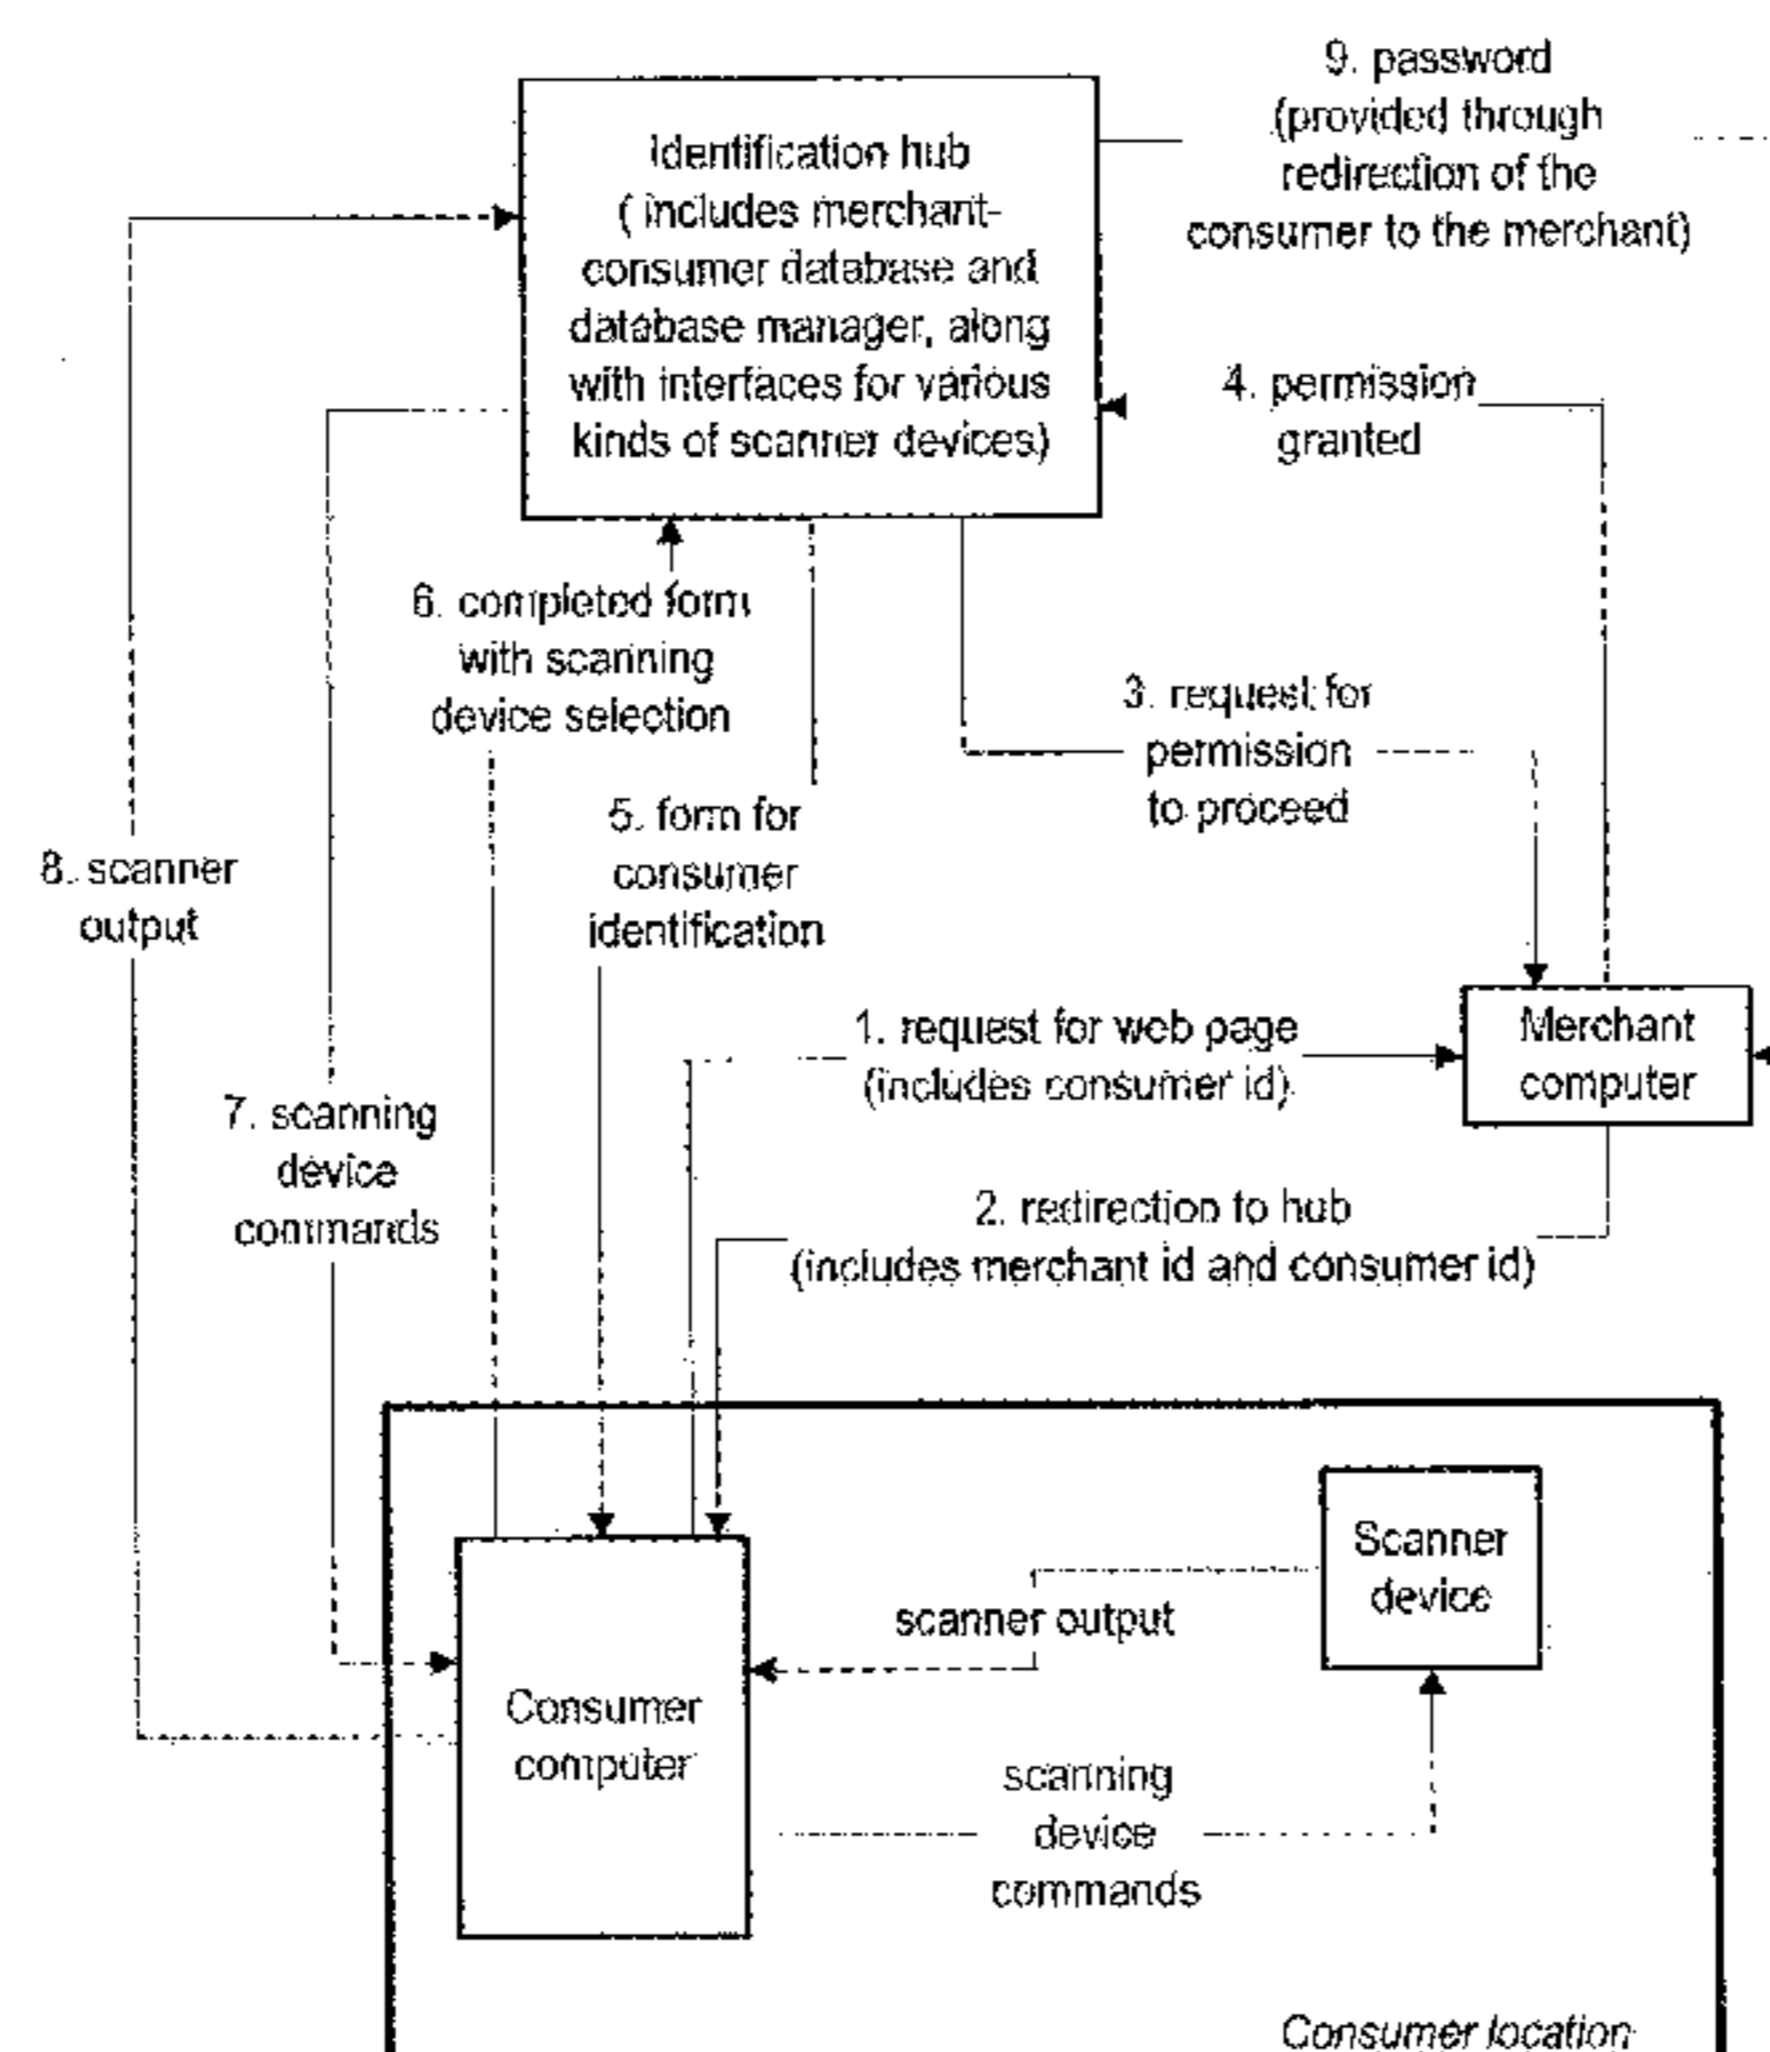 9. password
(provided through
redirection of the
consumer to the merchant)
Identification hub
( includes merchant-
consumer database and
database manager, along
with interfaces for various
kinds of scanner devices)
4. permission
granted
6. completed form
with scanning
device selection
3. request for
permission
to proceed
5. form for
consumer
identification
8. scanner
output
1. request for web page
(includes consumer id)
Merchant
computer
7. scanning
device
commands
2. redirection to hub
(includes merchant id and consumer id)
Scanner
device
scanner output
Consumer
computer
scanning
device
commands
Consumer location